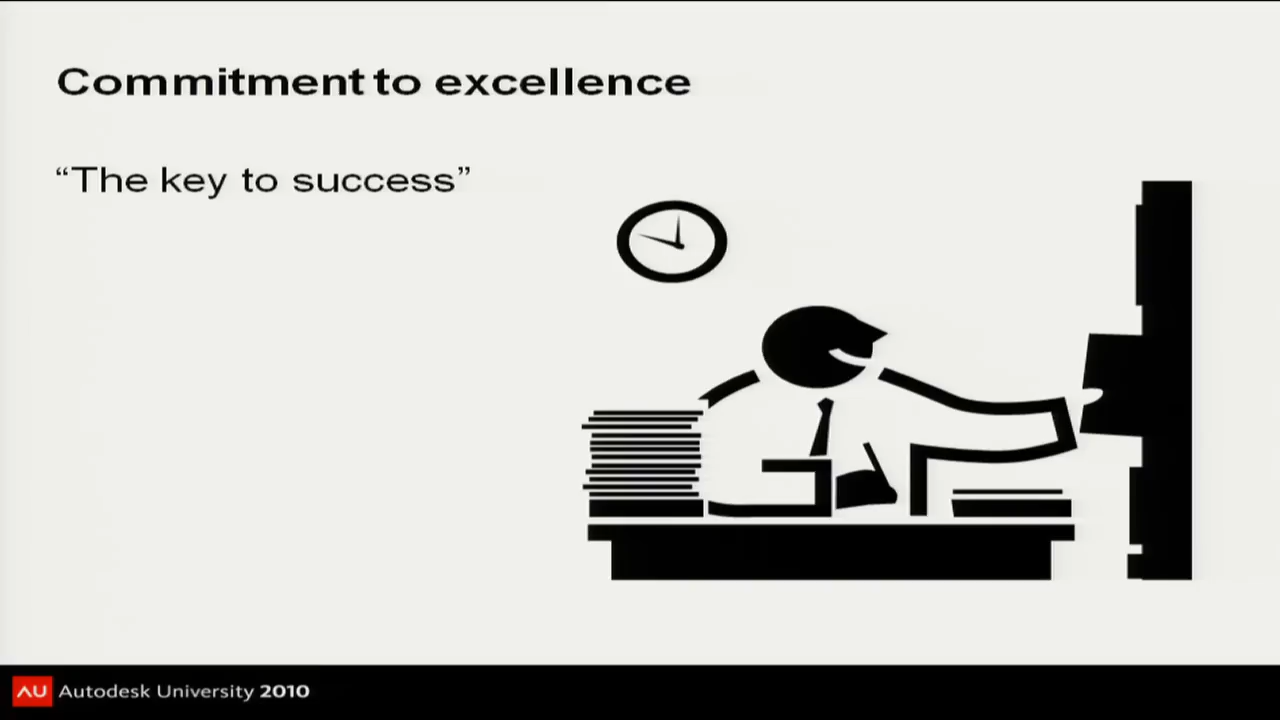 Commitment to excellence
“The key to success”
AU Autodesk University 2010